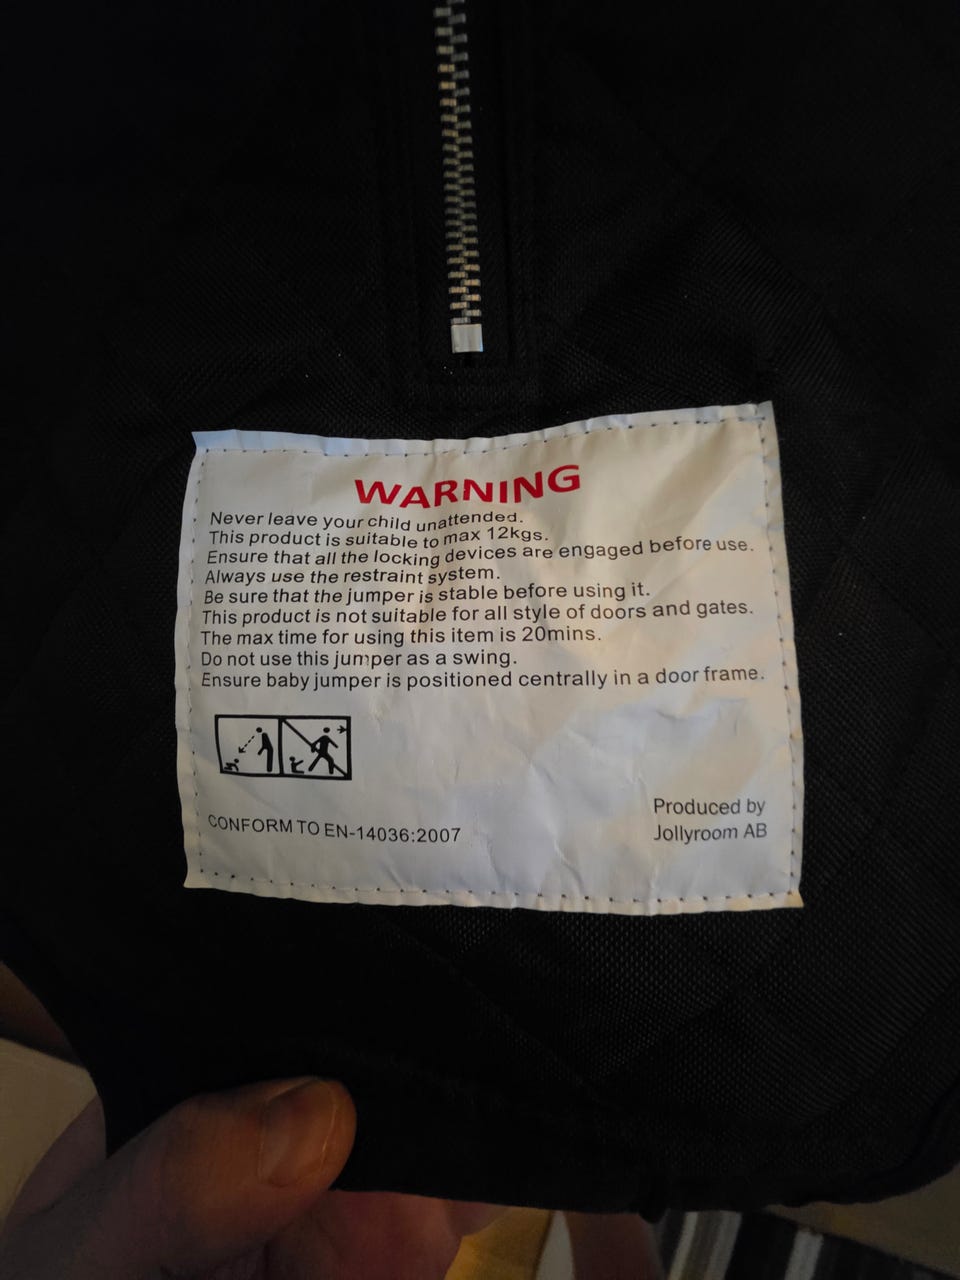 WARNING
Never leave your child unattended.
This product is suitable to max 12kgs.
Ensure that all the locking devices are engaged before use.
Always use the restraint system.
Be sure that the jumper is stable before using it.
This product is not suitable for all style of doors and gates.
The max time for using this item is 20mins.
Do not use this jumper as a swing.
Ensure baby jumper is positioned centrally in a door frame.
CONFORM TO EN-14036:2007
Produced by
Jollyroom AB